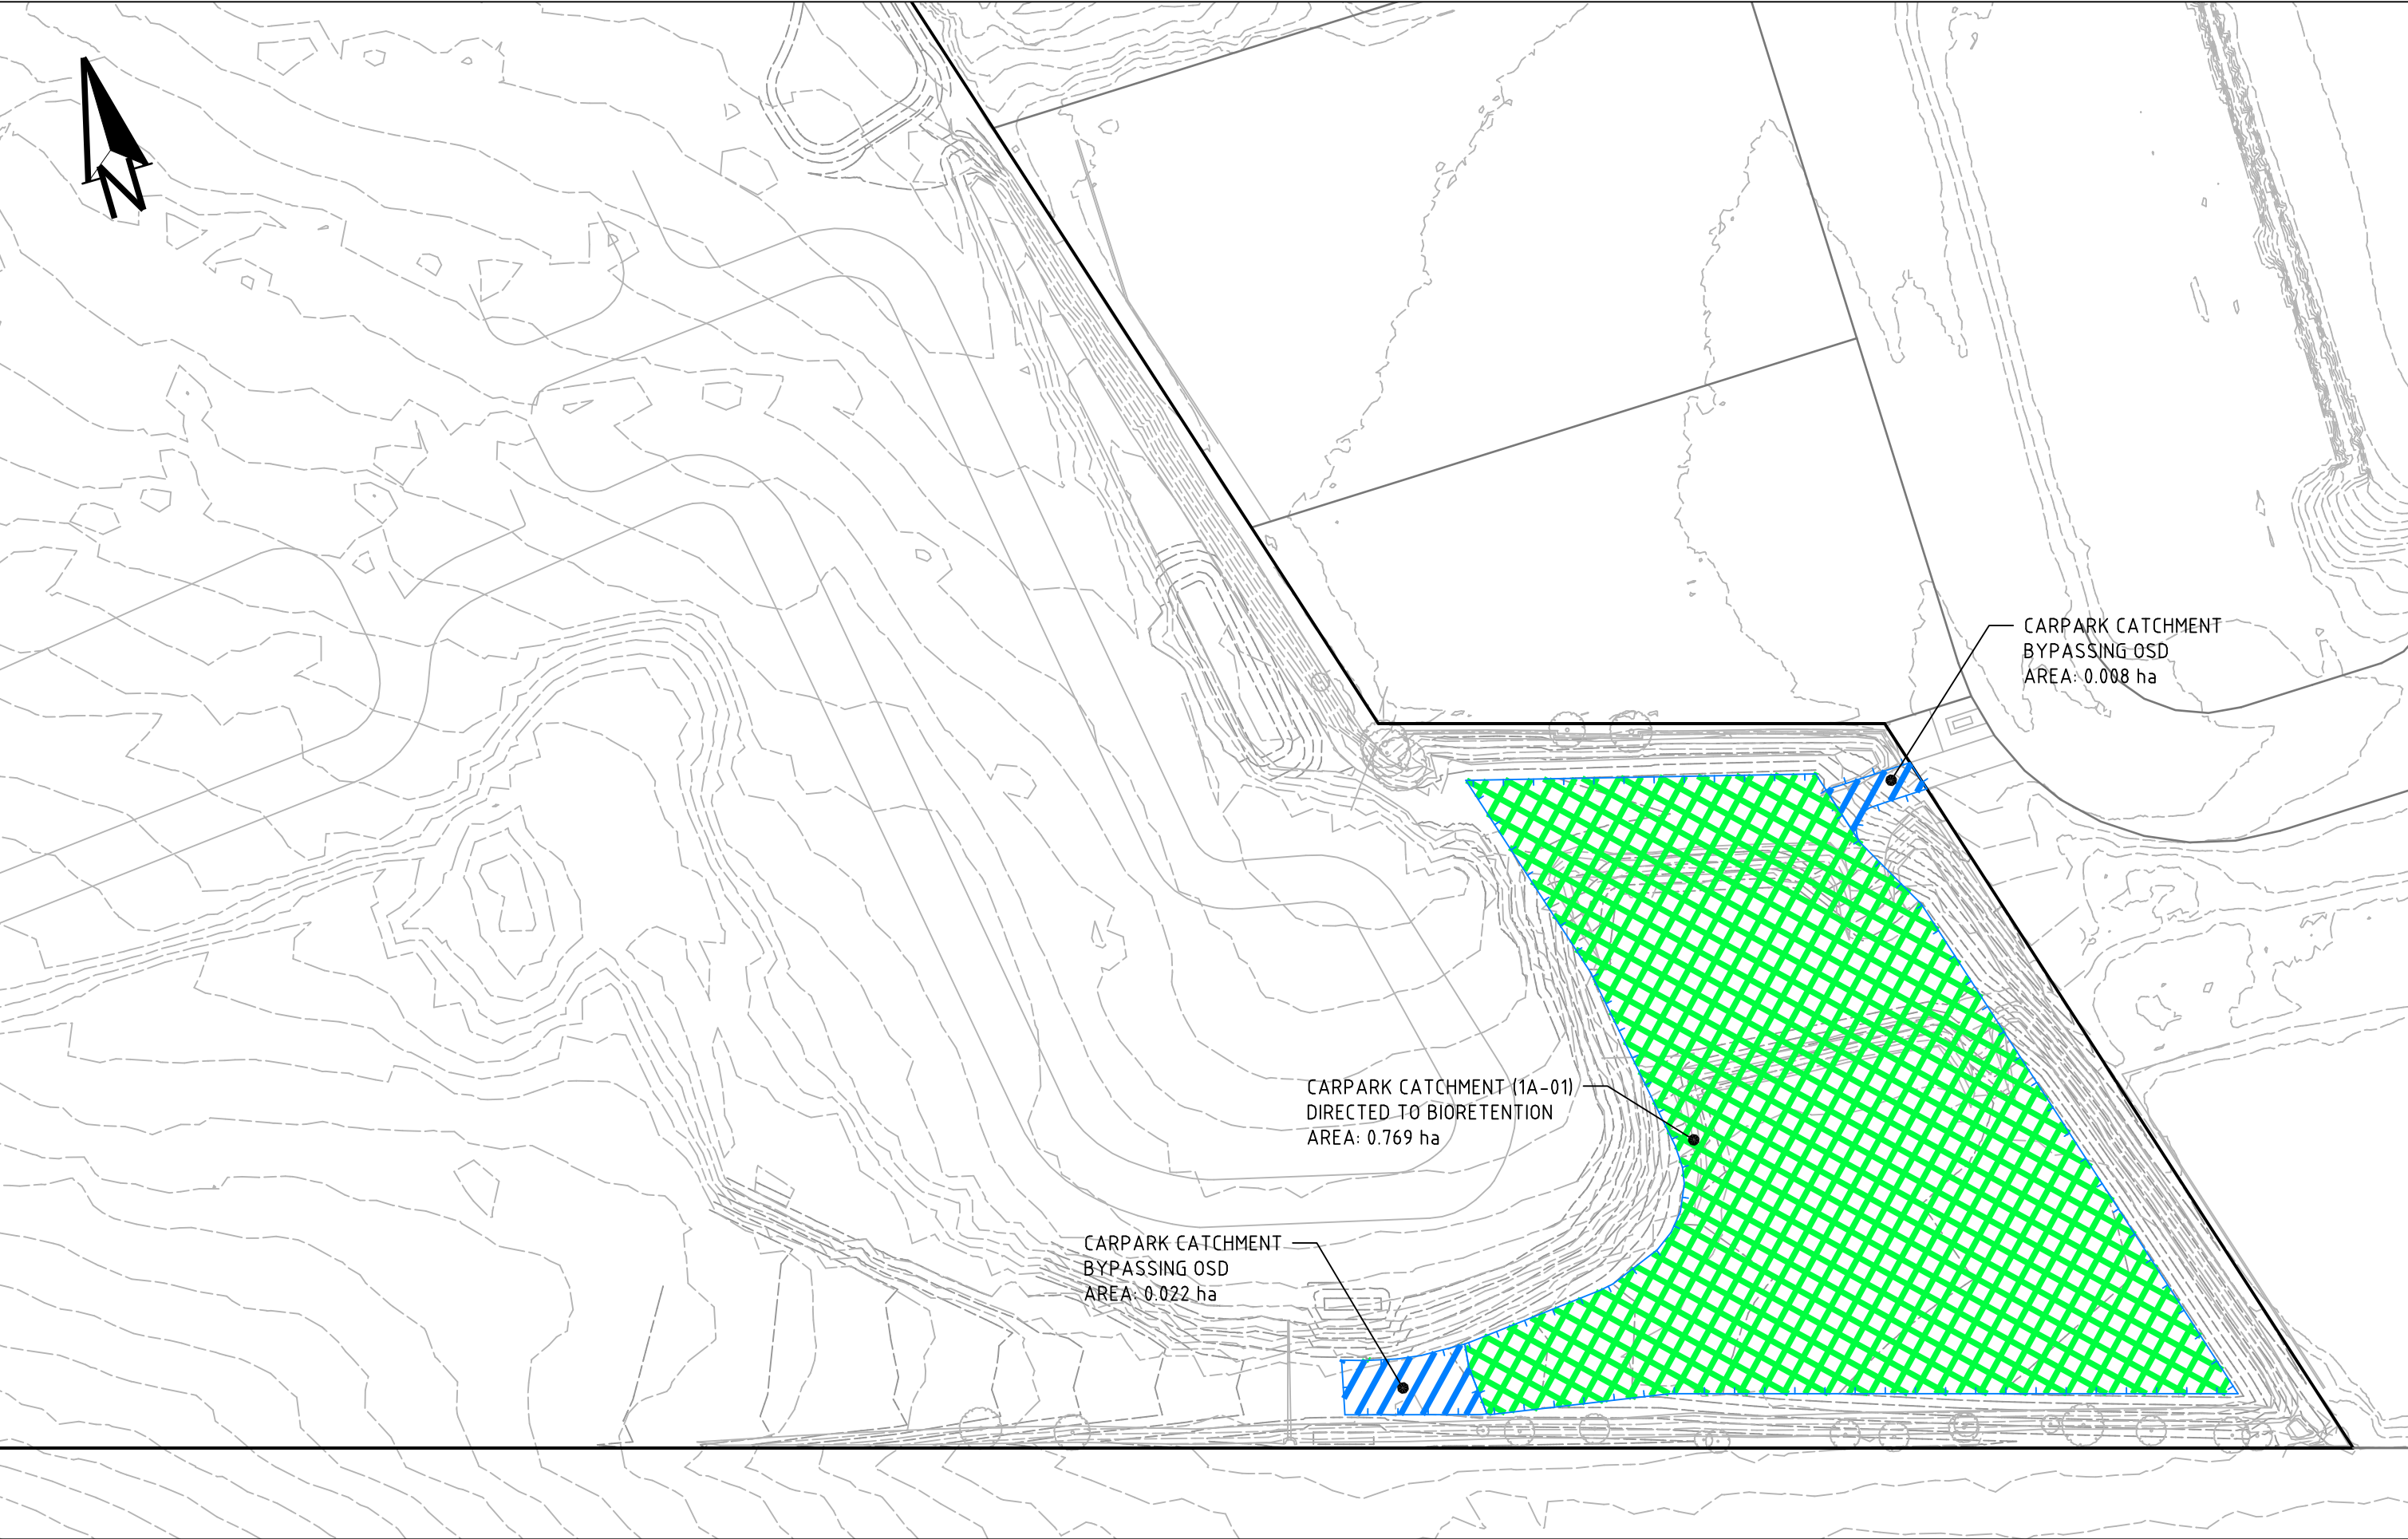 N
CARPARK CATCHMENT
BYPASSING OSD
AREA: 0.008 ha
CARPARK CATCHMENT (1A-01)
DIRECTED TO BIORETENTION
AREA: 0.769 ha
CARPARK CATCHMENT
BYPASSING OSD
AREA: 0.022 ha